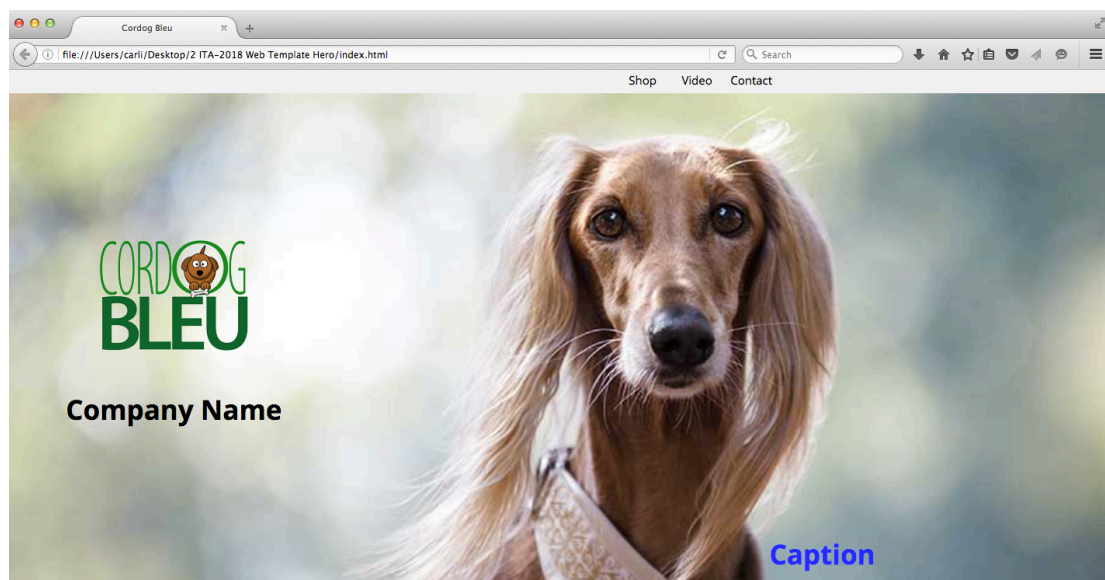 Cordog Bleu
file:///Users/carli/Desktop/2 ITA-2018 Web Template Hero/index.html
Search
Shop Video Contact
CORDOG
BLEU
Company Name
Caption